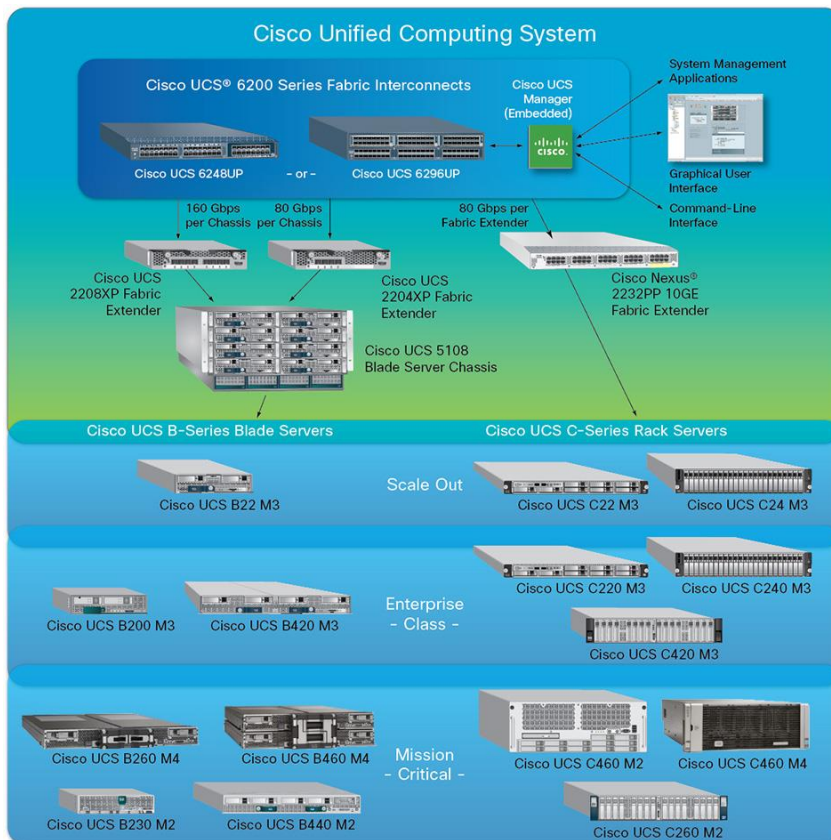 Cisco Unified Computing System
Cisco UCS® 6200 Series Fabric Interconnects
Cisco UCS
Manager
(Embedded)
System Management
Applications
CISCO.
Cisco UCS 6248UP
- or -
Cisco UCS 6296UP
Graphical User
Interface
Command-Line
Interface
160 Gbps
per Chassis
80 Gbps
per Chassis
80 Gbps per
Fabric Extender
Cisco UCS
2208XP Fabric
Extender
Cisco UCS
2204XP Fabric
Extender
Cisco Nexus®
2232PP 10GE
Fabric Extender
Cisco UCS 5108
Blade Server Chassis
Cisco UCS B-Series Blade Servers
Cisco UCS C-Series Rack Servers
Cisco UCS B22 M3
Scale Out
Cisco UCS C22 M3
Cisco UCS C24 M3
Cisco UCS B200 M3
Cisco UCS B420 M3
Enterprise
- Class -
Cisco UCS C220 M3
Cisco UCS C240 M3
Cisco UCS C420 M3
Cisco UCS B260 M4
Cisco UCS B460 M4
Mission
- Critical -
Cisco UCS C460 M2
Cisco UCS C460 M4
Cisco UCS B230 M2
Cisco UCS B440 M2
Cisco UCS C260 M2